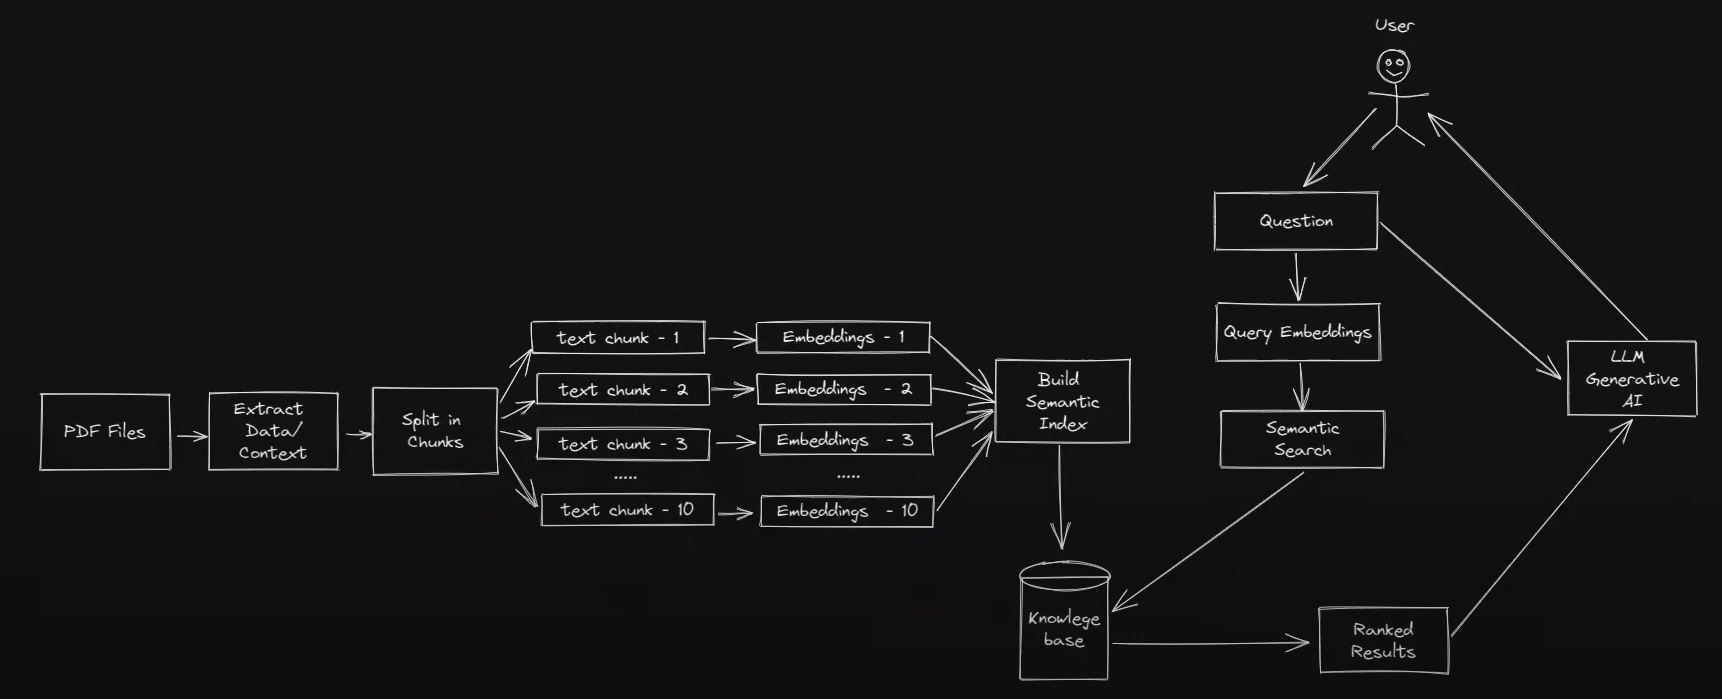 User
Question
Query Embeddings
Semantic
Search
LLM
Generative
AI
PDF Files
Extract
Data/
Context
Split in
Chunks
text chunk - 1
text chunk - 2
text chunk - 3
.....
text chunk - 10
Embeddings - 1
Embeddings - 2
Embeddings - 3
.....
Embeddings - 10
Build
Semantic
Index
Knowlege
base
Ranked
Results